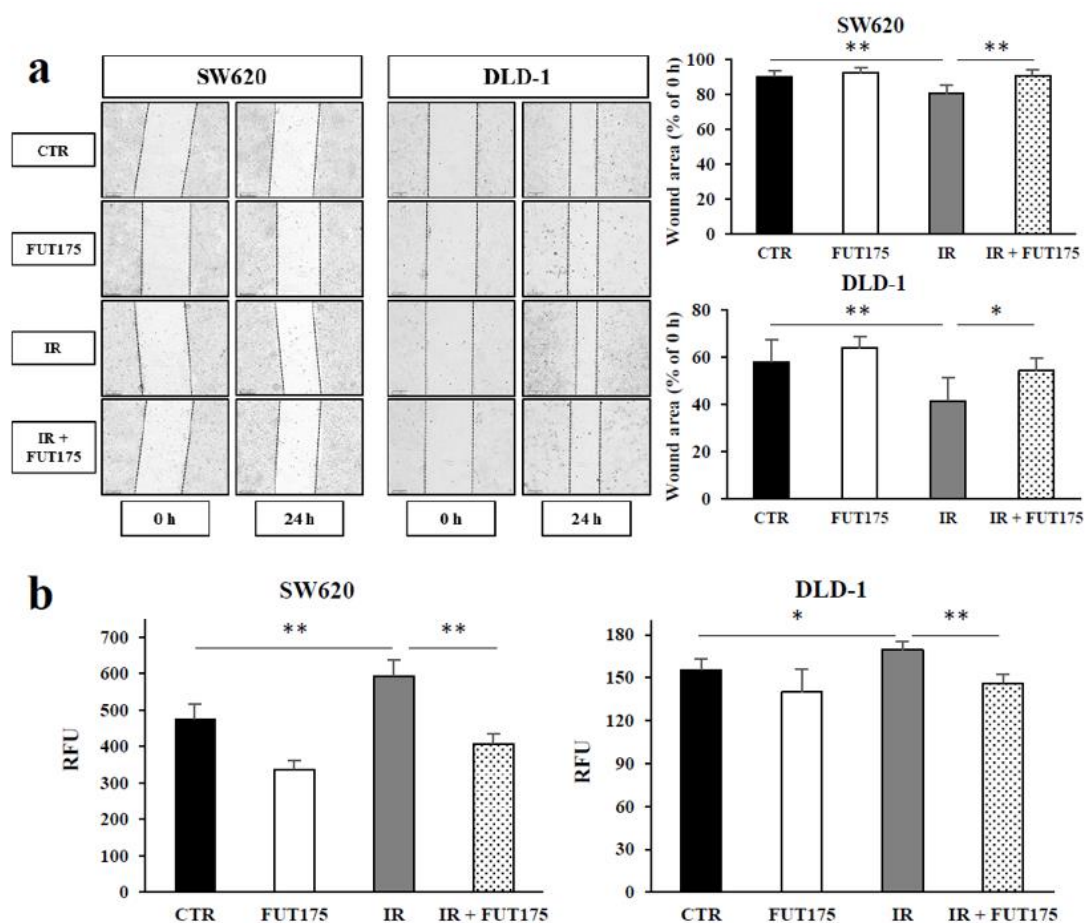 a
SW620
DLD-1
CTR
FUT175
IR
IR +
FUT175
0 h
24 h
0 h
24 h
SW620
** **
Wound area (% of 0 h)
100
80
60
40
20
0
CTR FUT175 IR IR + FUT175
DLD-1
** *
Wound area (% of 0 h)
80
60
40
20
0
CTR FUT175 IR IR + FUT175
b
SW620
** **
RFU
700
600
500
400
300
200
100
0
CTR FUT175 IR IR + FUT175
DLD-1
* **
RFU
180
150
120
90
60
30
0
CTR FUT175 IR IR + FUT175